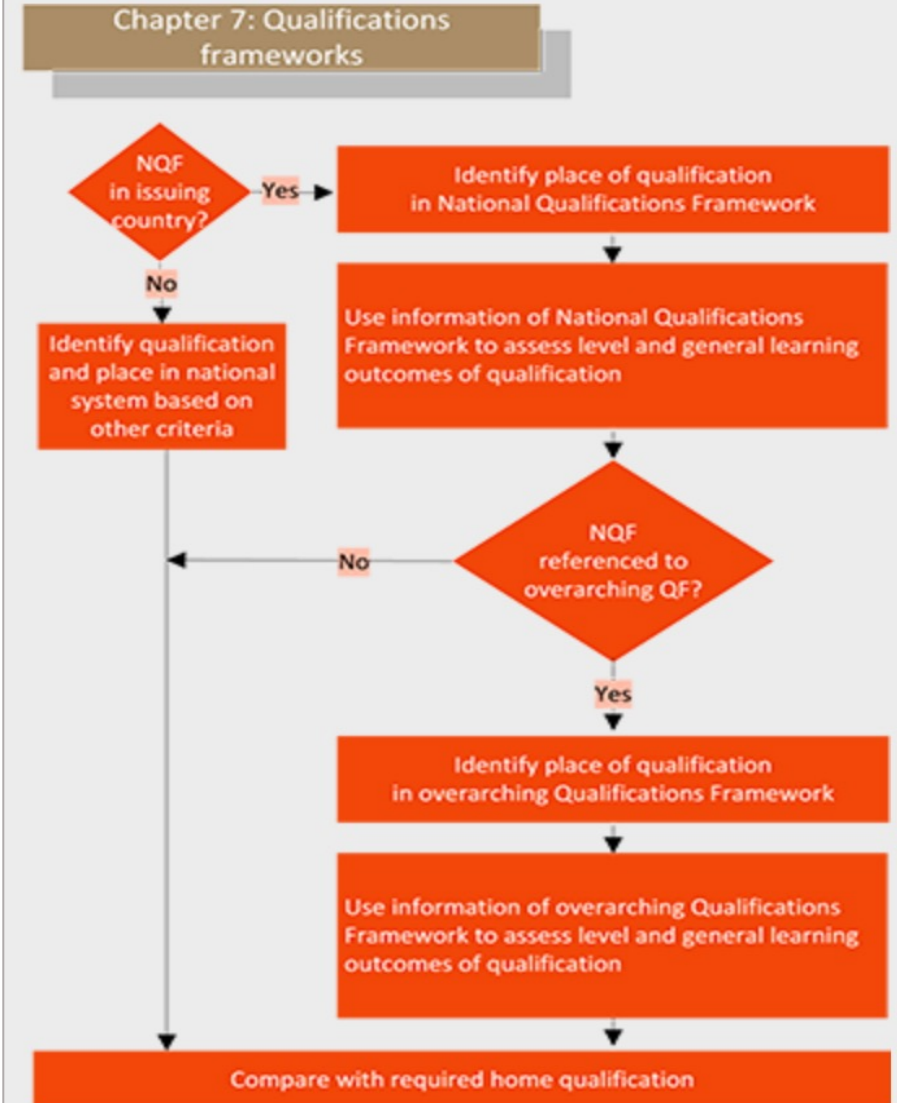 Chapter 7: Qualifications
frameworks
NQF
in issuing
country?
Yes
Identify place of qualification
in National Qualifications Framework
No
Use information of National Qualifications
Framework to assess level and general learning
outcomes of qualification
Identify qualification
and place in national
system based on
other criteria
NQF
referenced to
overarching QF?
No
Yes
Identify place of qualification
in overarching Qualifications Framework
Use information of overarching Qualifications
Framework to assess level and general learning
outcomes of qualification
Compare with required home qualification